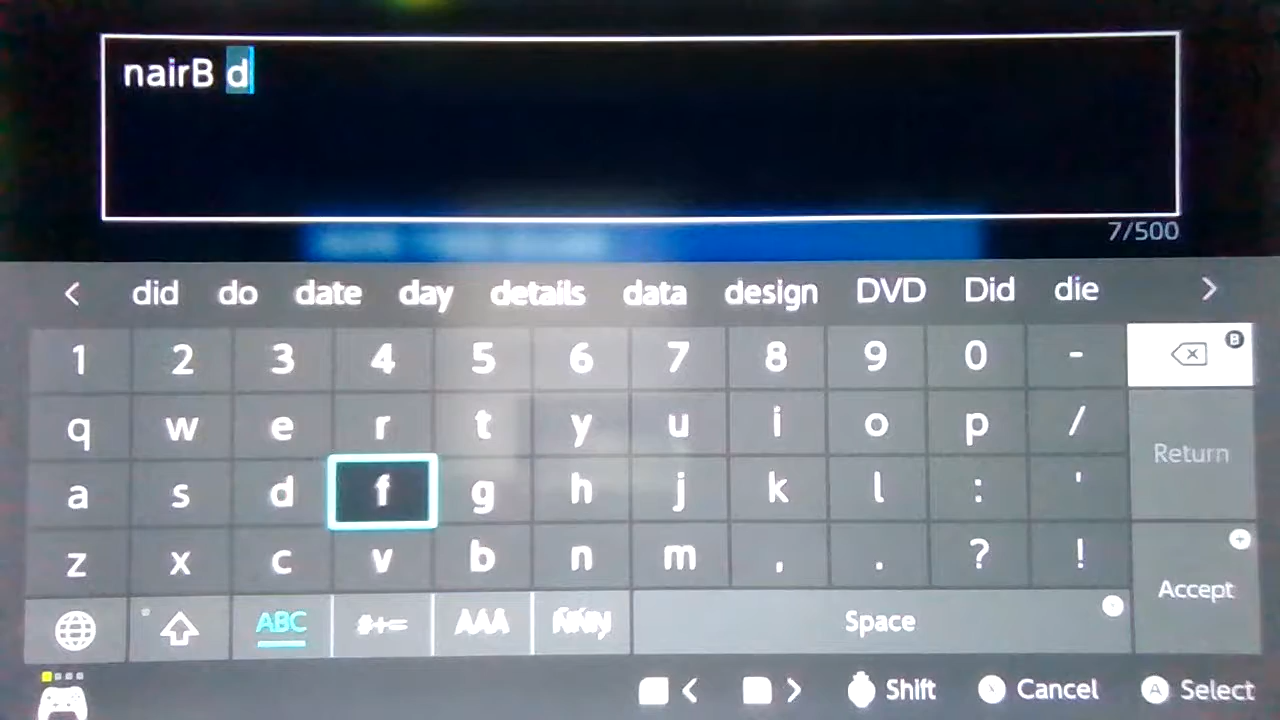 nairB d
7/500
< did do date day details data design DVD Did die >
1 2 3 4 5 6 7 8 9 0 - B
q w e r t y u i o p / Return
a s d f g h j k l : '
z x c v b n m , . ? ! + Accept
ABC #+= ÀÄÂ Space
< > Shift Cancel A Select